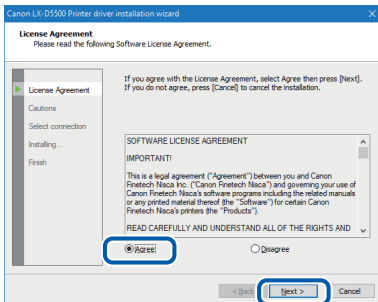 Canon LX-D5500 Printer driver installation wizard
License Agreement
Please read the following Software License Agreement.
License Agreement
Cautions
Select connection
Installing...
Finish
If you agree with the License Agreement, select Agree then press [Next].
If you do not agree, press [Cancel] to cancel the installation.
SOFTWARE LICENSE AGREEMENT
IMPORTANT!
This is a legal agreement ("Agreement") between you and Canon
Finetech Nisca Inc. ("Canon Finetech Nisca") and governing your use of
Canon Finetech Nisca's software programs including the related manuals
or any printed material thereof (the "Software") for certain Canon
Finetech Nisca's printers (the "Products").
READ CAREFULLY AND UNDERSTAND ALL OF THE RIGHTS AND
Agree
Disagree
< Back
Next >
Cancel